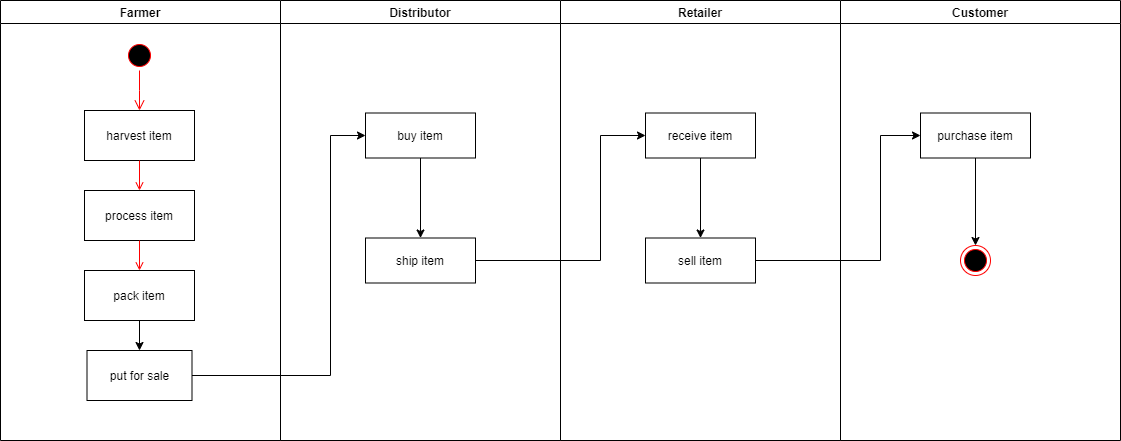 Farmer
Distributor
Retailer
Customer
harvest item
process item
pack item
put for sale
buy item
ship item
receive item
sell item
purchase item